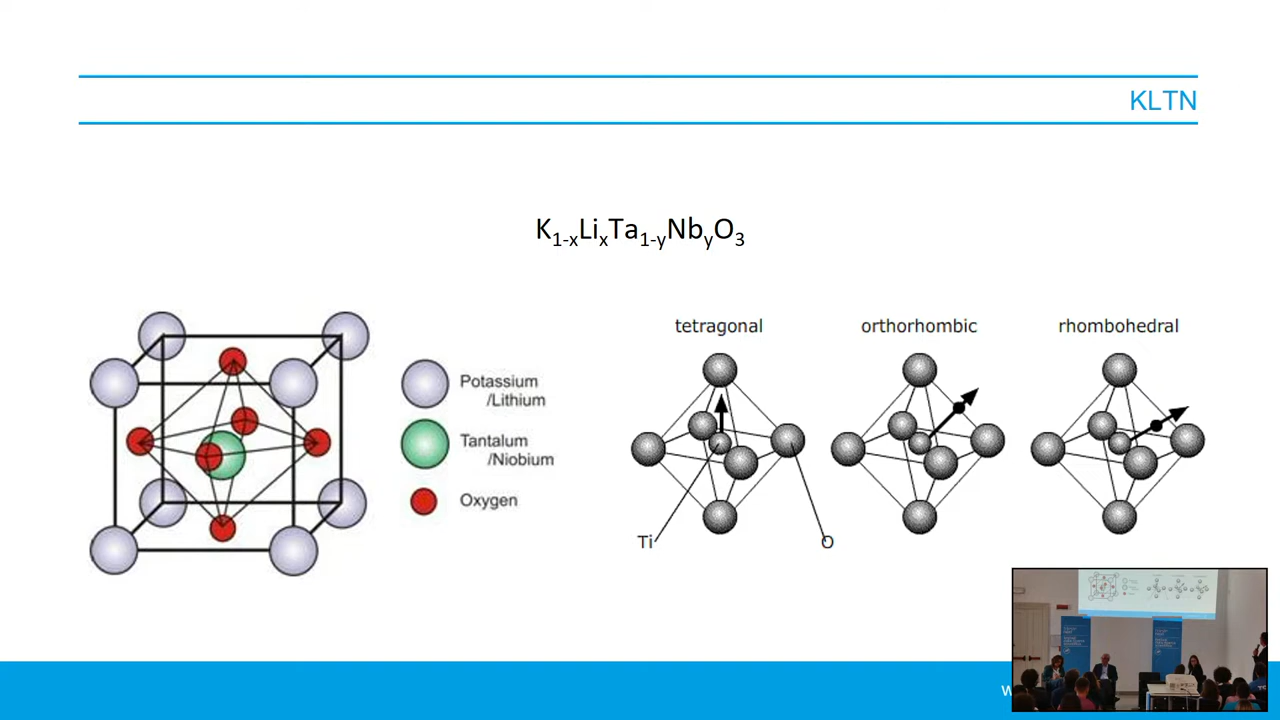 KLTN
K1-xLixTa1-yNbyO3
tetragonal
orthorhombic
rhombohedral
Potassium
/Lithium
Tantalum
/Niobium
Oxygen
Ti
O